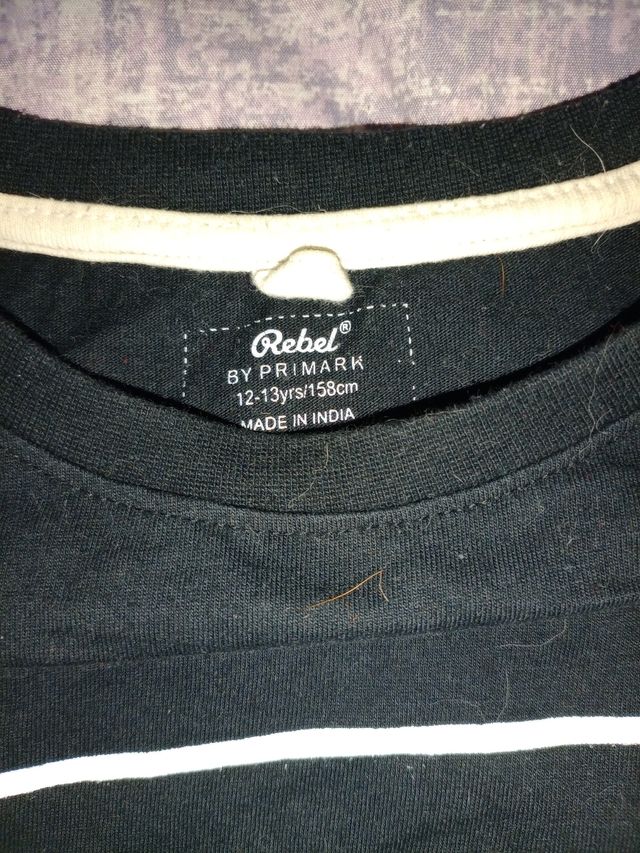 Rebel®
BY PRIMARK
12-13yrs/158cm
MADE IN INDIA